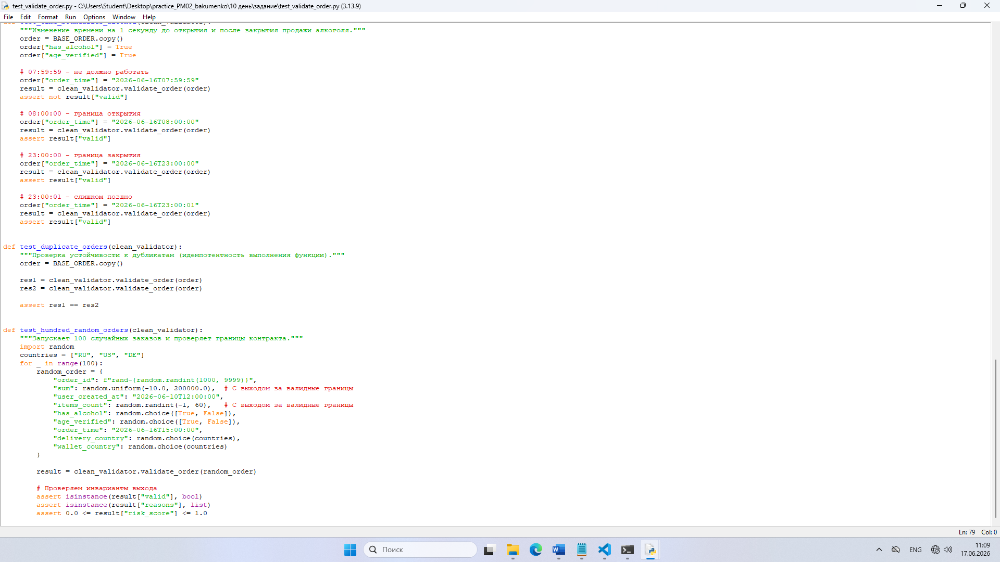 test_validate_order.py - C:\Users\Student\Desktop\practice_PM02_bakumenko\10 день\задание\test_validate_order.py (3.13.9)
File Edit Format Run Options Window Help
"""Изменение времени на 1 секунду до открытия и после закрытия продажи алкоголя."""
order = BASE_ORDER.copy()
order["has_alcohol"] = True
order["age_verified"] = True
# 07:59:59 - не должно работать
order["order_time"] = "2026-06-16T07:59:59"
result = clean_validator.validate_order(order)
assert not result["valid"]
# 08:00:00 - граница открытия
order["order_time"] = "2026-06-16T08:00:00"
result = clean_validator.validate_order(order)
assert result["valid"]
# 23:00:00 - граница закрытия
order["order_time"] = "2026-06-16T23:00:00"
result = clean_validator.validate_order(order)
assert result["valid"]
# 23:00:01 - слишком поздно
order["order_time"] = "2026-06-16T23:00:01"
result = clean_validator.validate_order(order)
assert result["valid"]
def test_duplicate_orders(clean_validator):
"""Проверка устойчивости к дубликатам (идемпотентность выполнения функции)."""
order = BASE_ORDER.copy()
res1 = clean_validator.validate_order(order)
res2 = clean_validator.validate_order(order)
assert res1 == res2
def test_hundred_random_orders(clean_validator):
"""Запускает 100 случайных заказов и проверяет границы контракта."""
import random
countries = ["RU", "US", "DE"]
for _ in range(100):
random_order = {
"order_id": f"rand-{random.randint(1000, 9999)}",
"sum": random.uniform(-10.0, 200000.0),  # С выходом за валидные границы
"user_created_at": "2026-06-10T12:00:00",
"items_count": random.randint(-1, 60),   # С выходом за валидные границы
"has_alcohol": random.choice([True, False]),
"age_verified": random.choice([True, False]),
"order_time": "2026-06-16T15:00:00",
"delivery_country": random.choice(countries),
"wallet_country": random.choice(countries)
}
result = clean_validator.validate_order(random_order)
# Проверяем инварианты выхода
assert isinstance(result["valid"], bool)
assert isinstance(result["reasons"], list)
assert 0.0 <= result["risk_score"] <= 1.0
Ln: 79 Col: 0
Поиск
ENG
11:09
17.06.2026